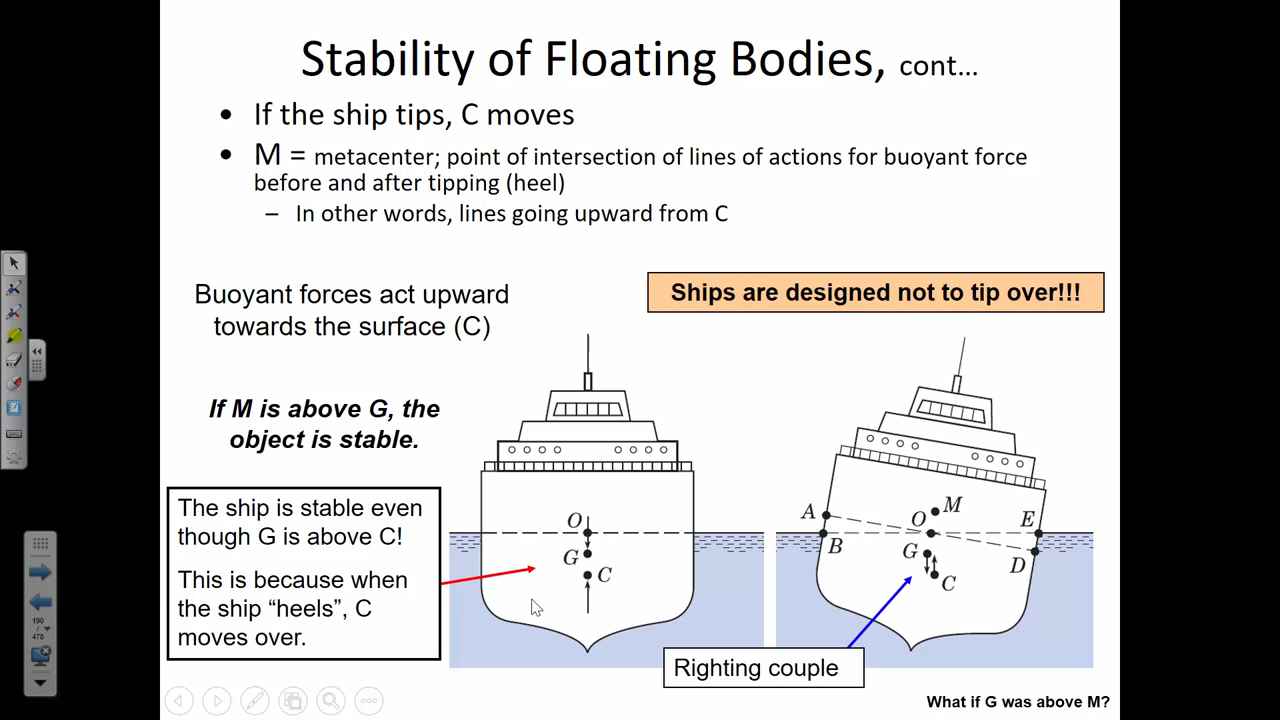 Stability of Floating Bodies, cont...
• If the ship tips, C moves
• M = metacenter; point of intersection of lines of actions for buoyant force
before and after tipping (heel)
– In other words, lines going upward from C
Buoyant forces act upward
towards the surface (C)
Ships are designed not to tip over!!!
If M is above G, the
object is stable.
The ship is stable even
though G is above C!
This is because when
the ship “heels”, C
moves over.
O
G
C
A
B
O
M
G
C
E
D
Righting couple
What if G was above M?
190
/
478